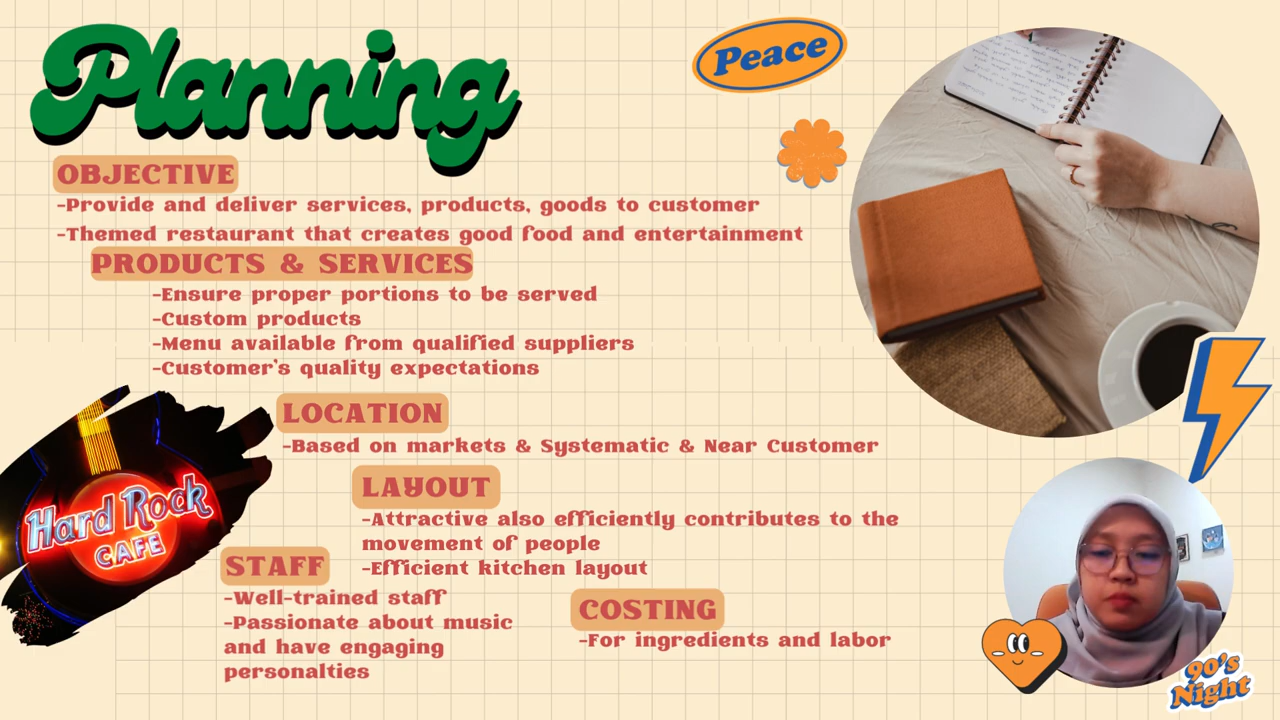 Planning
Peace
OBJECTIVE
-Provide and deliver services, products, goods to customer
-Themed restaurant that creates good food and entertainment
PRODUCTS & SERVICES
-Ensure proper portions to be served
-Custom products
-Menu available from qualified suppliers
-Customer's quality expectations
LOCATION
-Based on markets & Systematic & Near Customer
LAYOUT
-Attractive also efficiently contributes to the
movement of people
-Efficient kitchen layout
Hard Rock
CAFE
STAFF
-Well-trained staff
-Passionate about music
and have engaging
personalties
COSTING
-For ingredients and labor
90's
Night